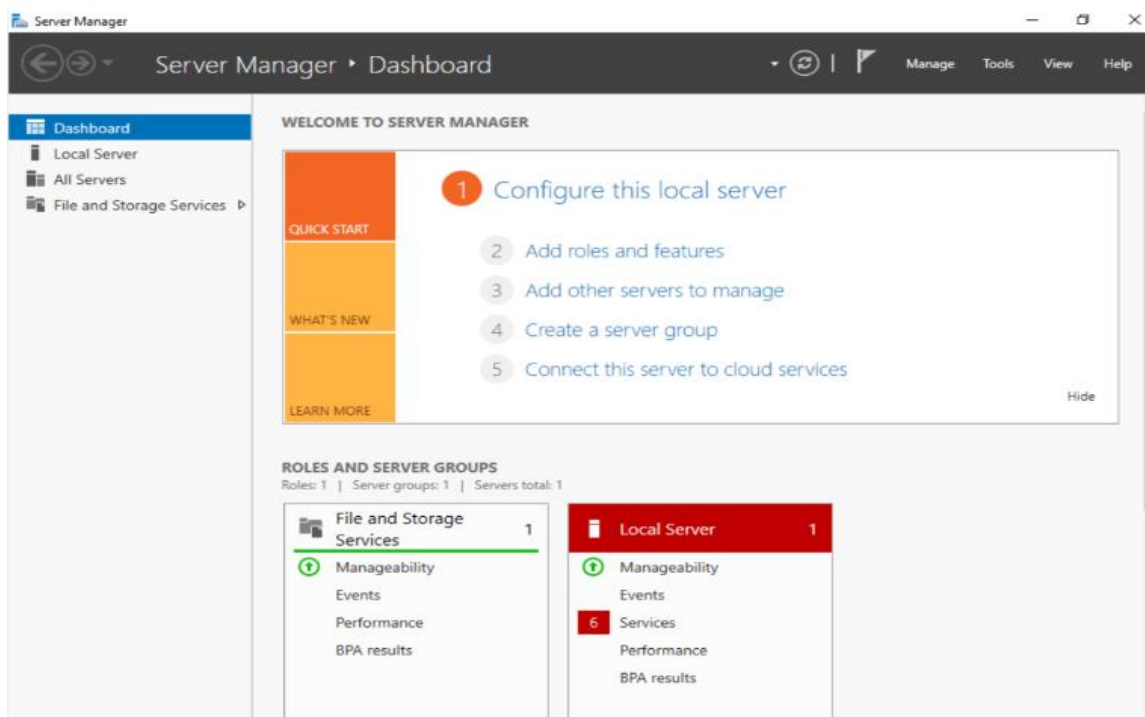 Server Manager
Server Manager ‣ Dashboard
Manage Tools View Help
Dashboard
Local Server
All Servers
File and Storage Services
WELCOME TO SERVER MANAGER
QUICK START
WHAT'S NEW
LEARN MORE
1 Configure this local server
2 Add roles and features
3 Add other servers to manage
4 Create a server group
5 Connect this server to cloud services
Hide
ROLES AND SERVER GROUPS
Roles: 1 | Server groups: 1 | Servers total: 1
File and Storage
Services 1
Manageability
Events
Performance
BPA results
Local Server 1
Manageability
Events
6 Services
Performance
BPA results